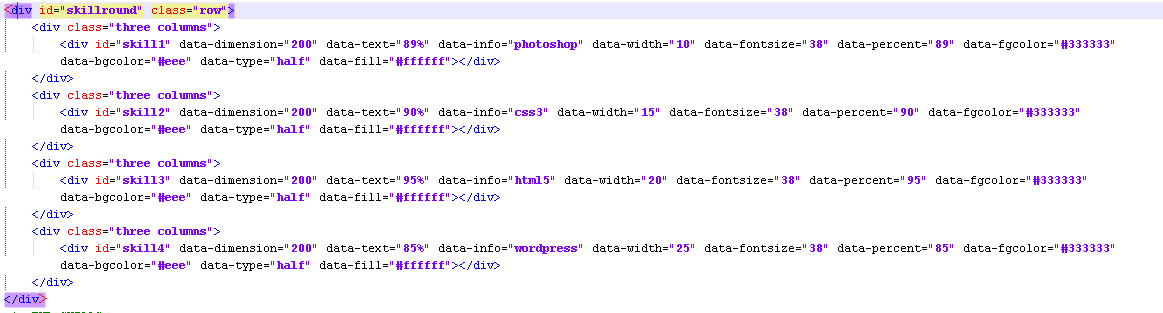 <div id="skillround" class="row">
<div class="three columns">
<div id="skill1" data-dimension="200" data-text="89%" data-info="photoshop" data-width="10" data-fontsize="38" data-percent="89" data-fgcolor="#333333"
data-bgcolor="#eee" data-type="half" data-fill="#ffffff"></div>
</div>
<div class="three columns">
<div id="skill2" data-dimension="200" data-text="90%" data-info="css3" data-width="15" data-fontsize="38" data-percent="90" data-fgcolor="#333333"
data-bgcolor="#eee" data-type="half" data-fill="#ffffff"></div>
</div>
<div class="three columns">
<div id="skill3" data-dimension="200" data-text="95%" data-info="html5" data-width="20" data-fontsize="38" data-percent="95" data-fgcolor="#333333"
data-bgcolor="#eee" data-type="half" data-fill="#ffffff"></div>
</div>
<div class="three columns">
<div id="skill4" data-dimension="200" data-text="85%" data-info="wordpress" data-width="25" data-fontsize="38" data-percent="85" data-fgcolor="#333333"
data-bgcolor="#eee" data-type="half" data-fill="#ffffff"></div>
</div>
</div>